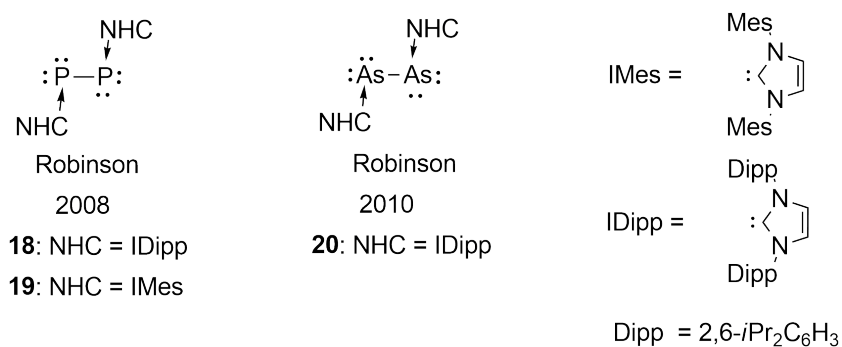 NHC
:P–P:
NHC
Robinson
2008
18: NHC = IDipp
19: NHC = IMes
NHC
:As–As:
NHC
Robinson
2010
20: NHC = IDipp
IMes =
Mes
N
:
N
Mes
IDipp =
Dipp
N
:
N
Dipp
Dipp = 2,6-iPr₂C₆H₃